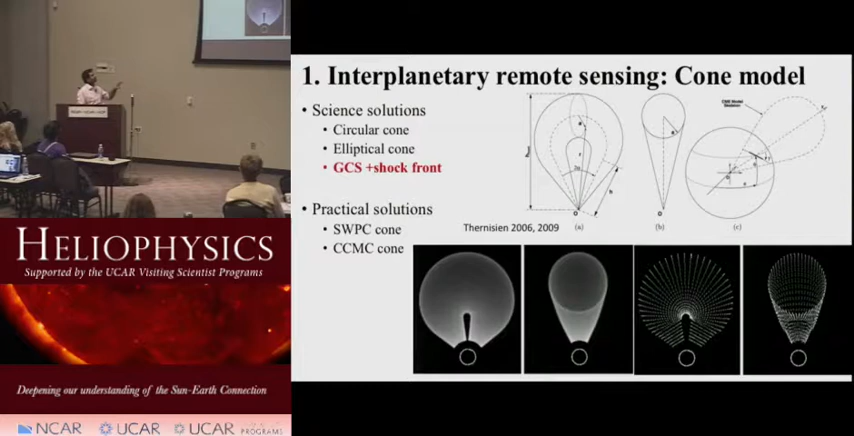 1. Interplanetary remote sensing: Cone model
• Science solutions
• Circular cone
• Elliptical cone
• GCS +shock front
• Practical solutions
• SWPC cone
• CCMC cone
Thernisien 2006, 2009
(a)
(b)
(c)
HELIOPHYSICS
Supported by the UCAR Visiting Scientist Programs
Deepening our understanding of the Sun-Earth Connection
NCAR
UCAR
UCAR PROGRAMS